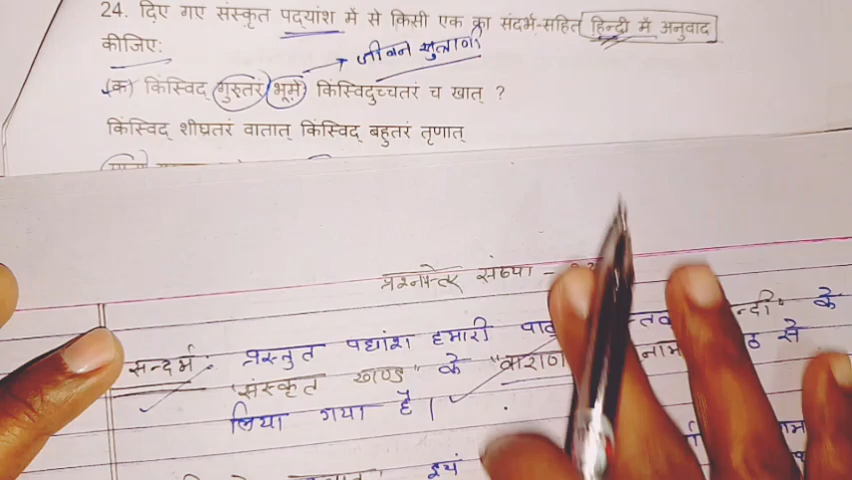 24. दिए गए संस्कृत पद्यांश में से किसी एक का संदर्भ-सहित हिन्दी में अनुवाद
कीजिए:
जीवन सुत्राणी
(क) किंस्विद् गुरुतरं भूमेः किंस्विदुच्चतरं च खात् ?
किंस्विद् शीघ्रतरं वातात् किंस्विद् बहुतरं तृणात्
प्रश्नोत्तर संख्या -
सन्दर्भ : प्रस्तुत पद्यांश हमारी के
"संस्कृत खण्ड" के से
लिया गया है।
इयं